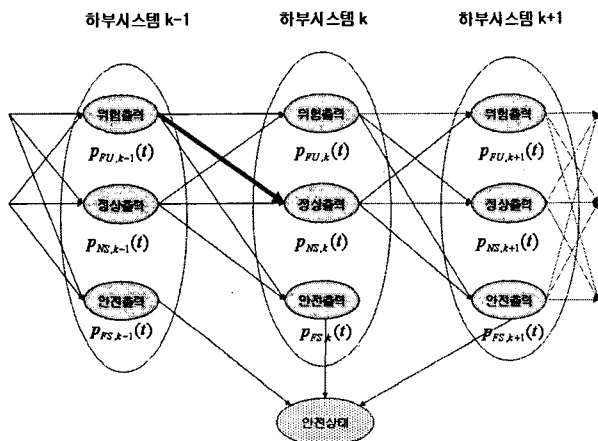 하부시스템 k-1 하부시스템 k 하부시스템 k+1
위험출력 위험출력 위험출력
p_{FU,k-1}(t) p_{FU,k}(t) p_{FU,k+1}(t)
정상출력 정상출력 정상출력
p_{NS,k-1}(t) p_{NS,k}(t) p_{NS,k+1}(t)
안전출력 안전출력 안전출력
p_{FS,k-1}(t) p_{FS,k}(t) p_{FS,k+1}(t)
안전상태